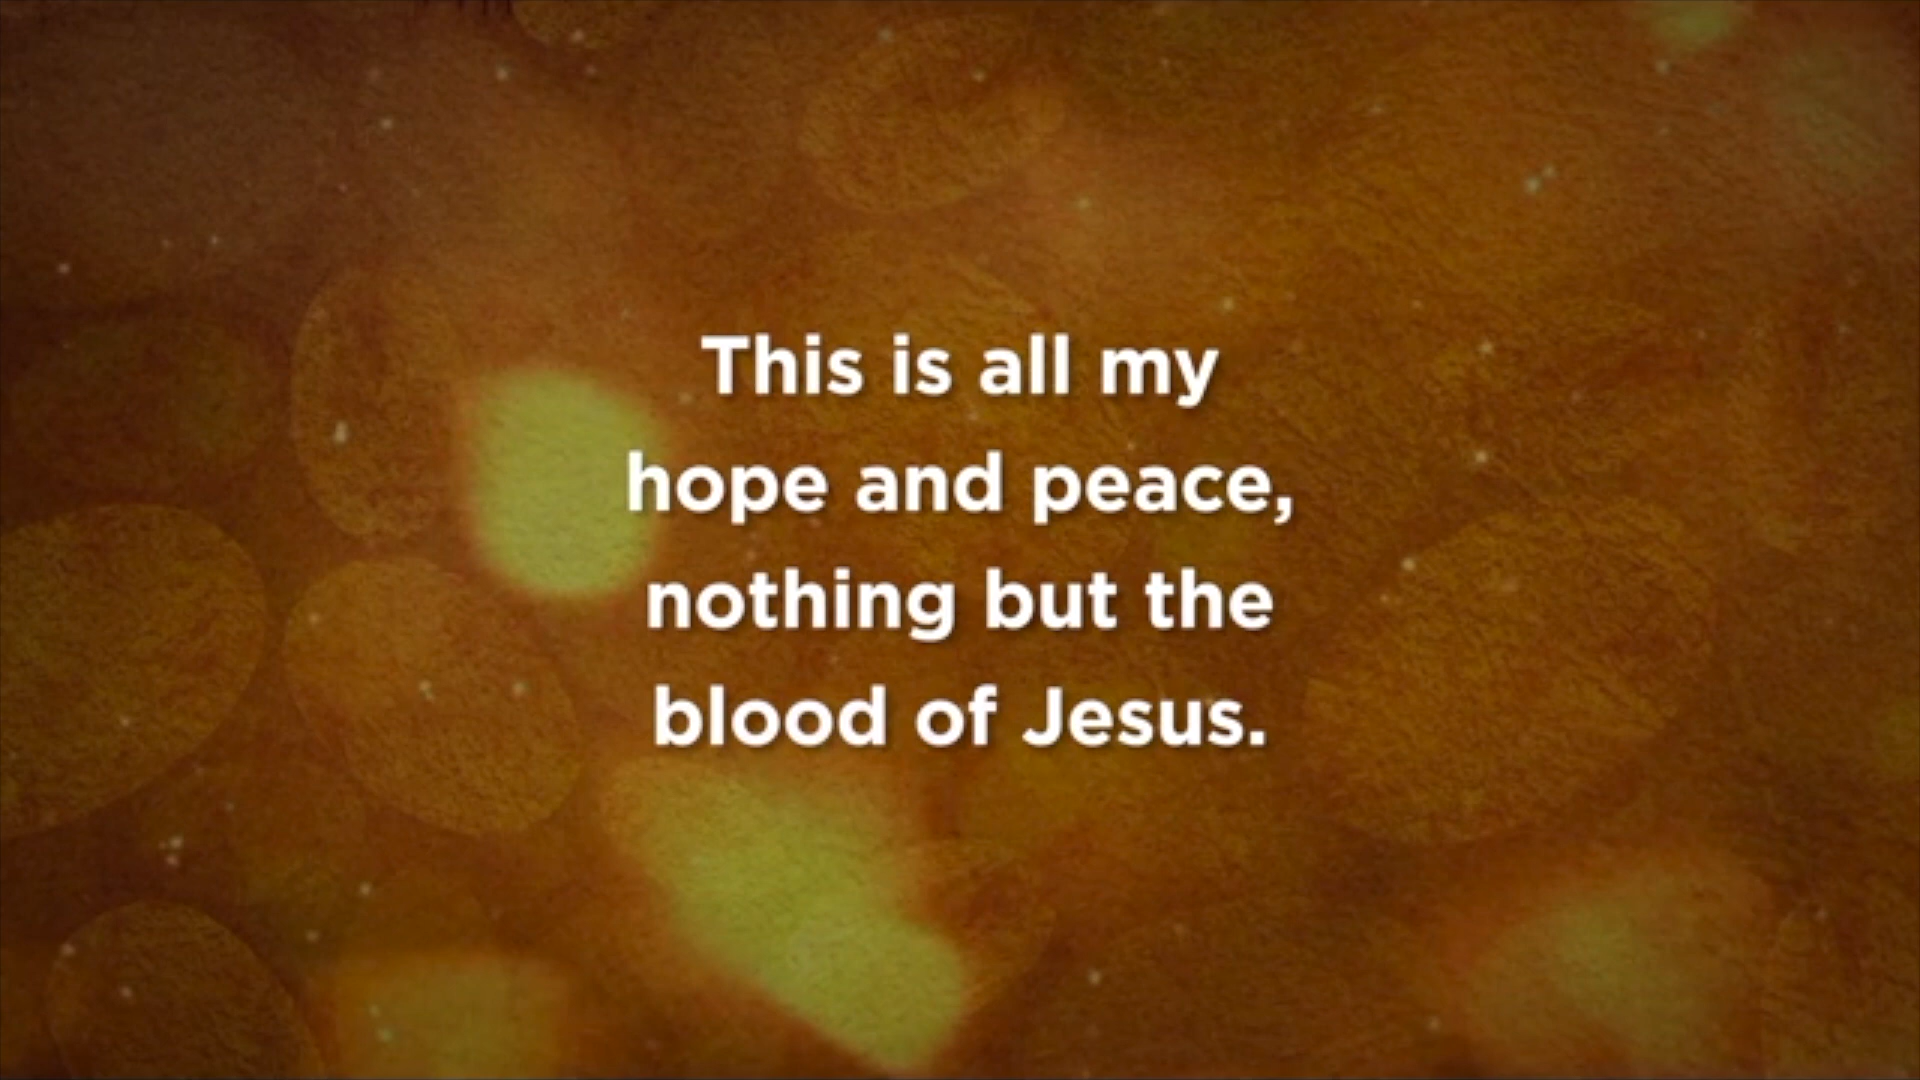 This is all my
hope and peace,
nothing but the
blood of Jesus.